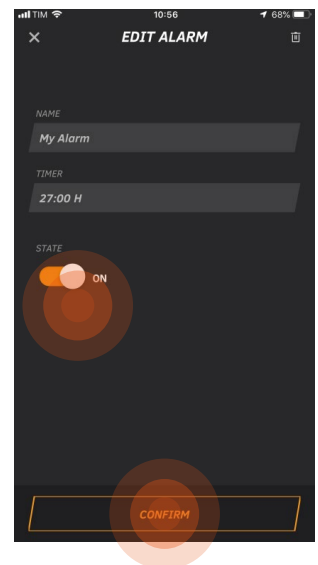 TIM 10:56 68%
EDIT ALARM
NAME
My Alarm
TIMER
27:00 H
STATE
ON
CONFIRM